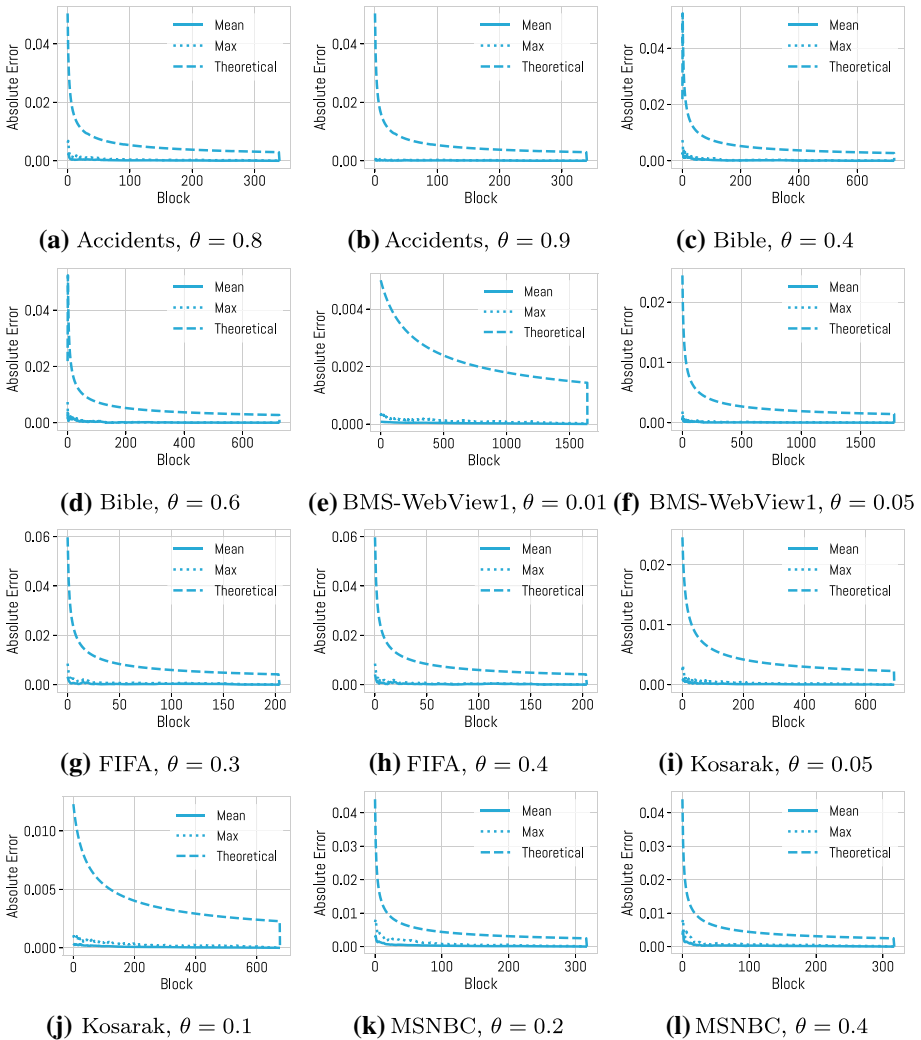 Absolute Error
0.04
0.02
0.00
Mean
Max
Theoretical
0
100
200
300
Block
(a) Accidents, θ = 0.8
Absolute Error
0.04
0.02
0.00
Mean
Max
Theoretical
0
100
200
300
Block
(b) Accidents, θ = 0.9
Absolute Error
0.04
0.02
0.00
Mean
Max
Theoretical
0
200
400
600
Block
(c) Bible, θ = 0.4
Absolute Error
0.04
0.02
0.00
Mean
Max
Theoretical
0
200
400
600
Block
(d) Bible, θ = 0.6
Absolute Error
0.004
0.002
0.000
Mean
Max
Theoretical
0
500
1000
1500
Block
(e) BMS-WebView1, θ = 0.01
Absolute Error
0.02
0.01
0.00
Mean
Max
Theoretical
0
500
1000
1500
Block
(f) BMS-WebView1, θ = 0.05
Absolute Error
0.06
0.04
0.02
0.00
Mean
Max
Theoretical
0
50
100
150
200
Block
(g) FIFA, θ = 0.3
Absolute Error
0.06
0.04
0.02
0.00
Mean
Max
Theoretical
0
50
100
150
200
Block
(h) FIFA, θ = 0.4
Absolute Error
0.02
0.01
0.00
Mean
Max
Theoretical
0
200
400
600
Block
(i) Kosarak, θ = 0.05
Absolute Error
0.010
0.005
0.000
Mean
Max
Theoretical
0
200
400
600
Block
(j) Kosarak, θ = 0.1
Absolute Error
0.04
0.03
0.02
0.01
0.00
Mean
Max
Theoretical
0
100
200
300
Block
(k) MSNBC, θ = 0.2
Absolute Error
0.04
0.03
0.02
0.01
0.00
Mean
Max
Theoretical
0
100
200
300
Block
(l) MSNBC, θ = 0.4